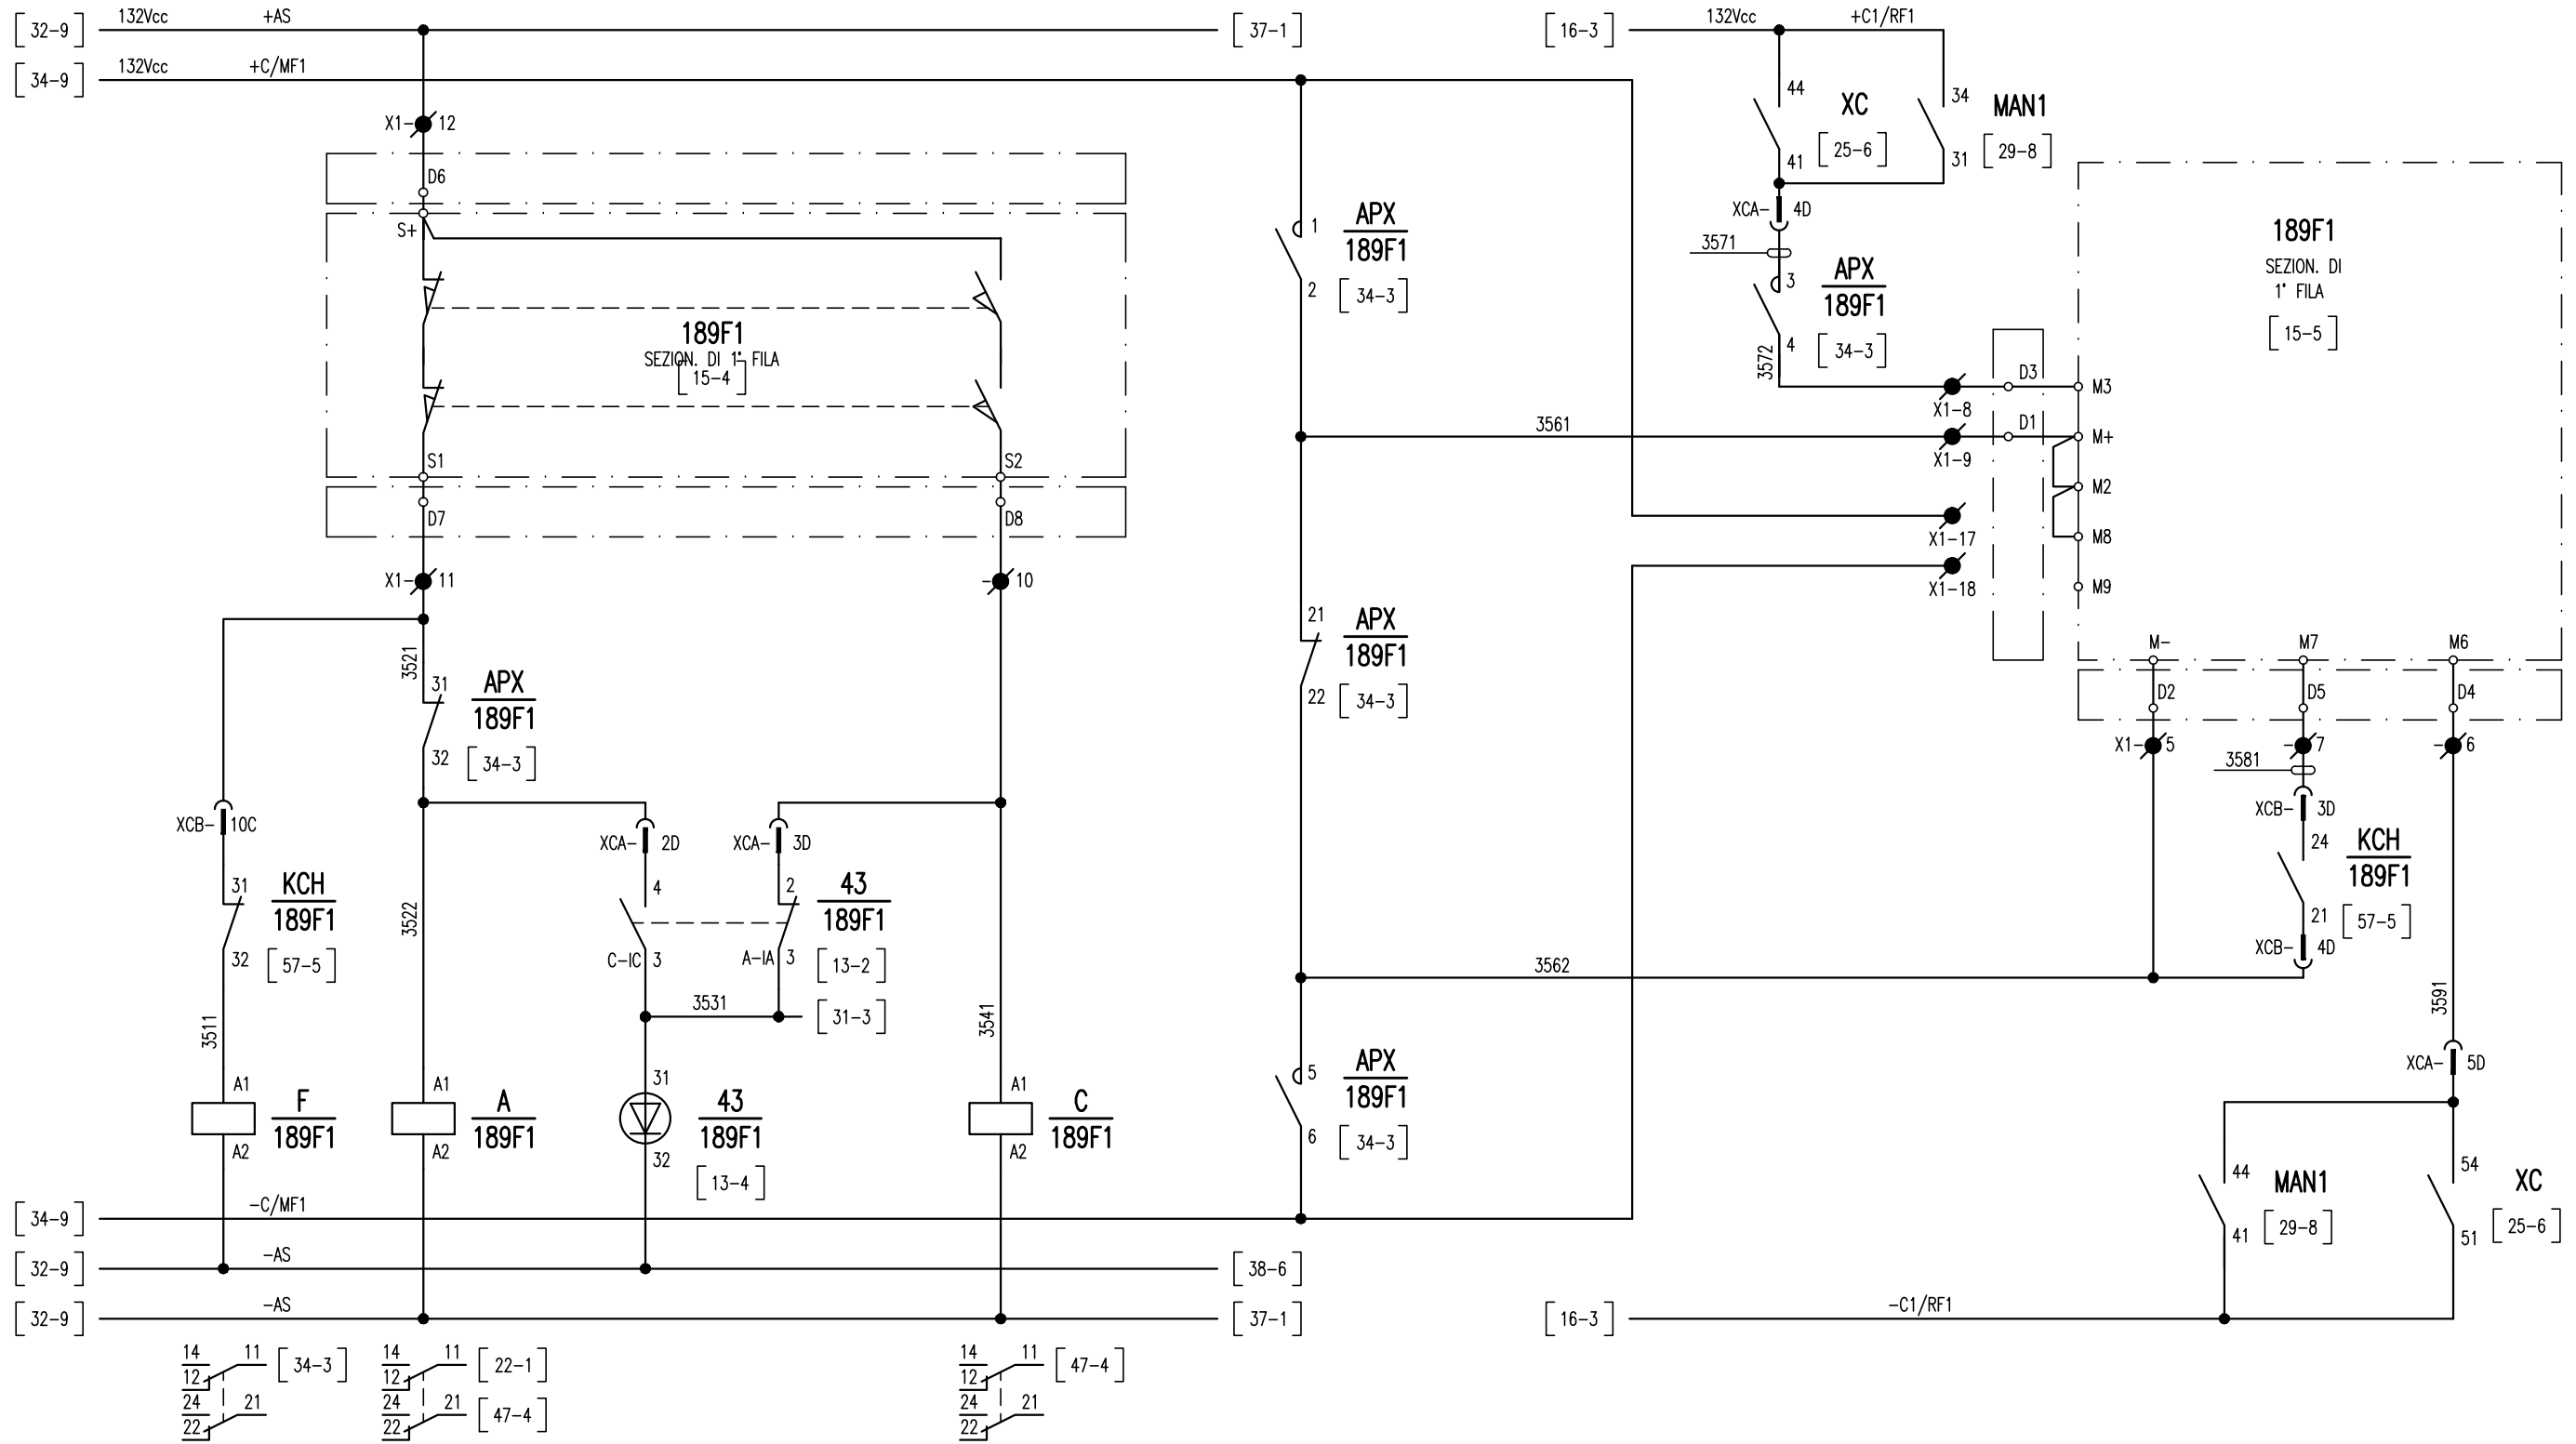 32-9 132Vcc +AS 37-1
34-9 132Vcc +C/MF1
16-3 132Vcc +C1/RF1
X1- 12
D6
S+
189F1
SEZION. DI 1° FILA
15-4
S1 S2
D7 D8
X1- 11
- 10
3521
31 APX
189F1
32 34-3
XCB- 10C
31 KCH
189F1
32 57-5
3511
3522
XCA- 2D
XCA- 3D
4 2 43
189F1
C-IC 3 A-IA 3 13-2
3531 31-3
3541
A1 F
189F1
A2
A1 A
189F1
A2
31 43
189F1
32 13-4
A1 C
189F1
A2
34-9 -C/MF1
32-9 -AS 38-6
32-9 -AS 37-1
14 11 34-3
12
24 21
22
14 11 22-1
12
24 21 47-4
22
14 11 47-4
12
24 21
22
1 APX
189F1
2 34-3
21 APX
189F1
22 34-3
5 APX
189F1
6 34-3
3561
3562
44 XC
41 25-6
34 MAN1
31 29-8
XCA- 4D
3571
3 APX
189F1
4 34-3
3572
X1-8
X1-9
X1-17
X1-18
D3
D1
189F1
SEZION. DI
1° FILA
15-5
M3
M+
M2
M8
M9
M- M7 M6
D2 D5 D4
X1- 5
- 7
- 6
3581
XCB- 3D
24 KCH
189F1
21 57-5
XCB- 4D
3591
XCA- 5D
44 MAN1
41 29-8
54 XC
51 25-6
16-3 -C1/RF1